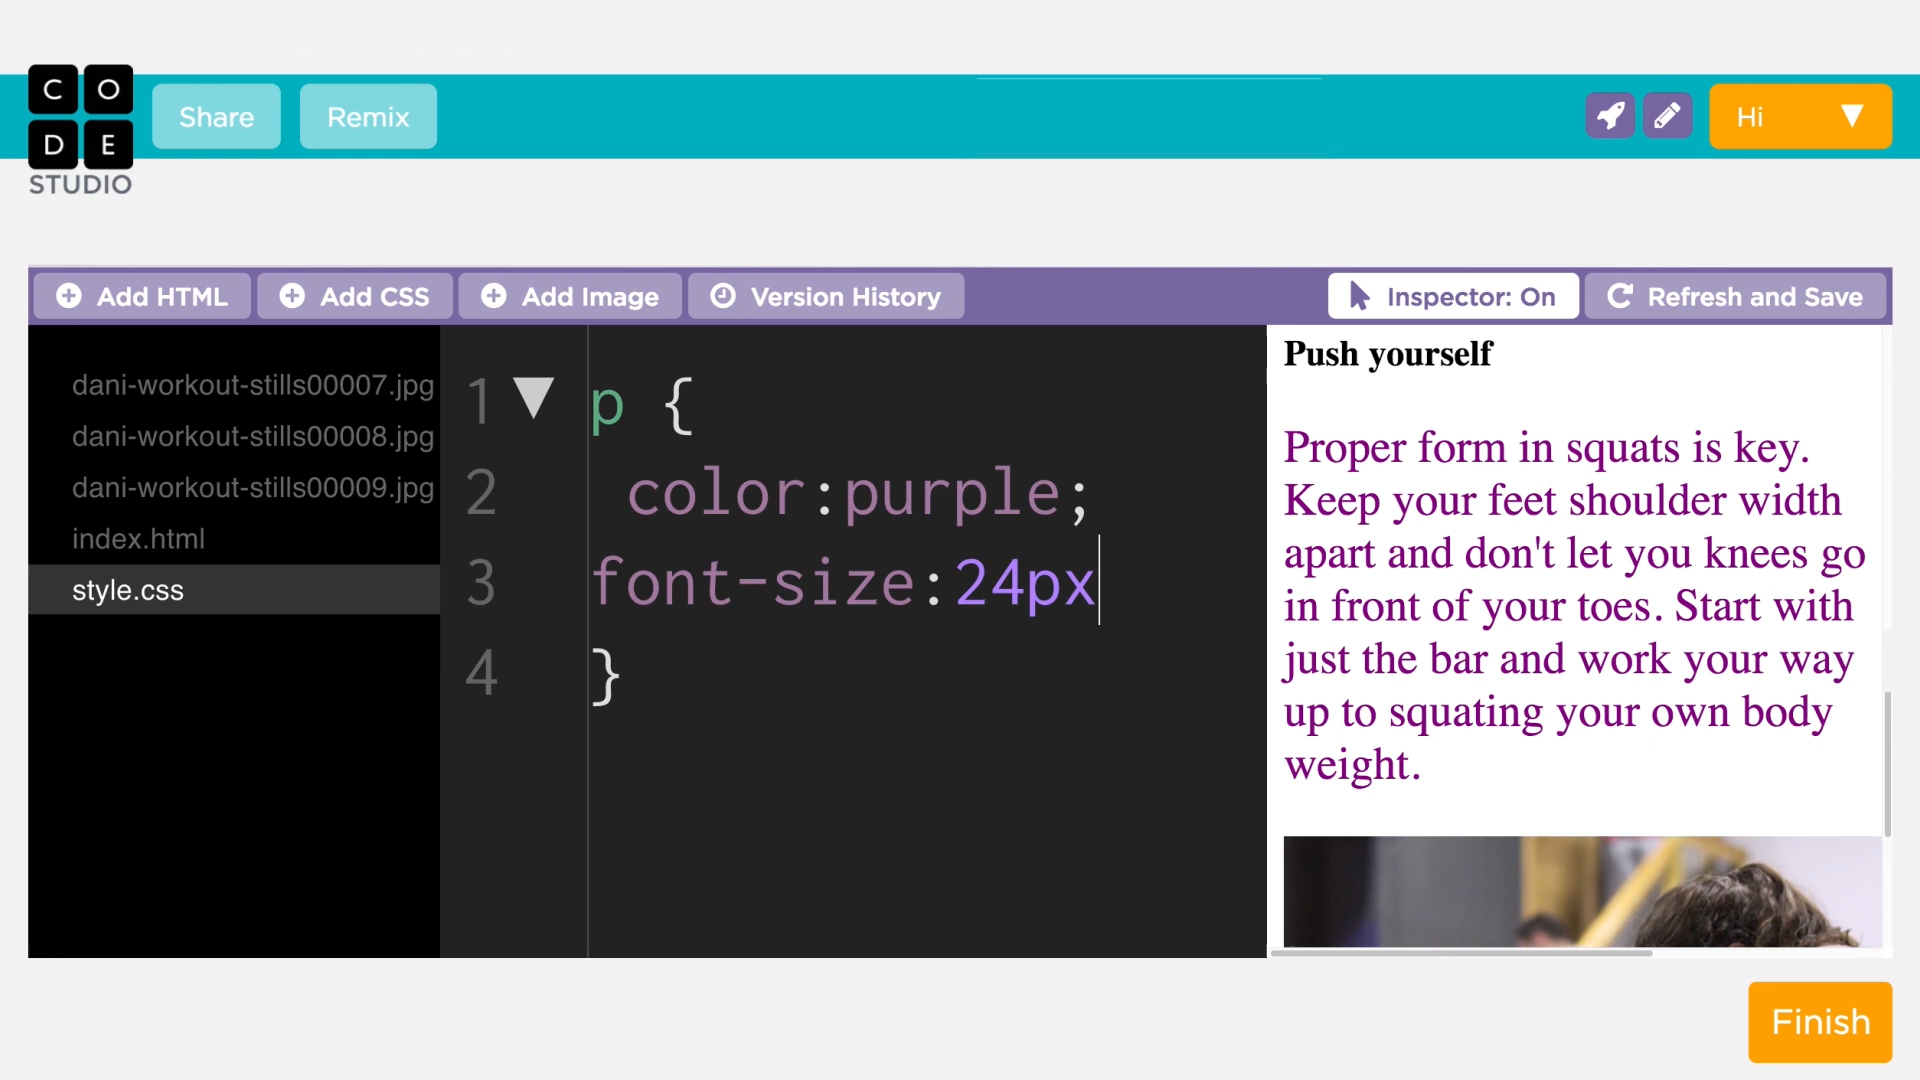 CO
DE
STUDIO
Share
Remix
Hi
Add HTML
Add CSS
Add Image
Version History
Inspector: On
Refresh and Save
dani-workout-stills00007.jpg
dani-workout-stills00008.jpg
dani-workout-stills00009.jpg
index.html
style.css
1 p {
2 color:purple;
3 font-size:24px
4 }
Push yourself
Proper form in squats is key.
Keep your feet shoulder width
apart and don't let you knees go
in front of your toes. Start with
just the bar and work your way
up to squating your own body
weight.
Finish